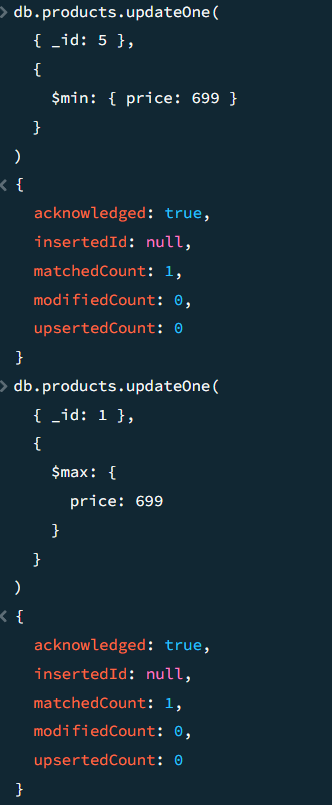 > db.products.updateOne(
{ _id: 5 },
{
$min: { price: 699 }
}
)
< {
acknowledged: true,
insertedId: null,
matchedCount: 1,
modifiedCount: 0,
upsertedCount: 0
}
> db.products.updateOne(
{ _id: 1 },
{
$max: {
price: 699
}
}
)
< {
acknowledged: true,
insertedId: null,
matchedCount: 1,
modifiedCount: 0,
upsertedCount: 0
}